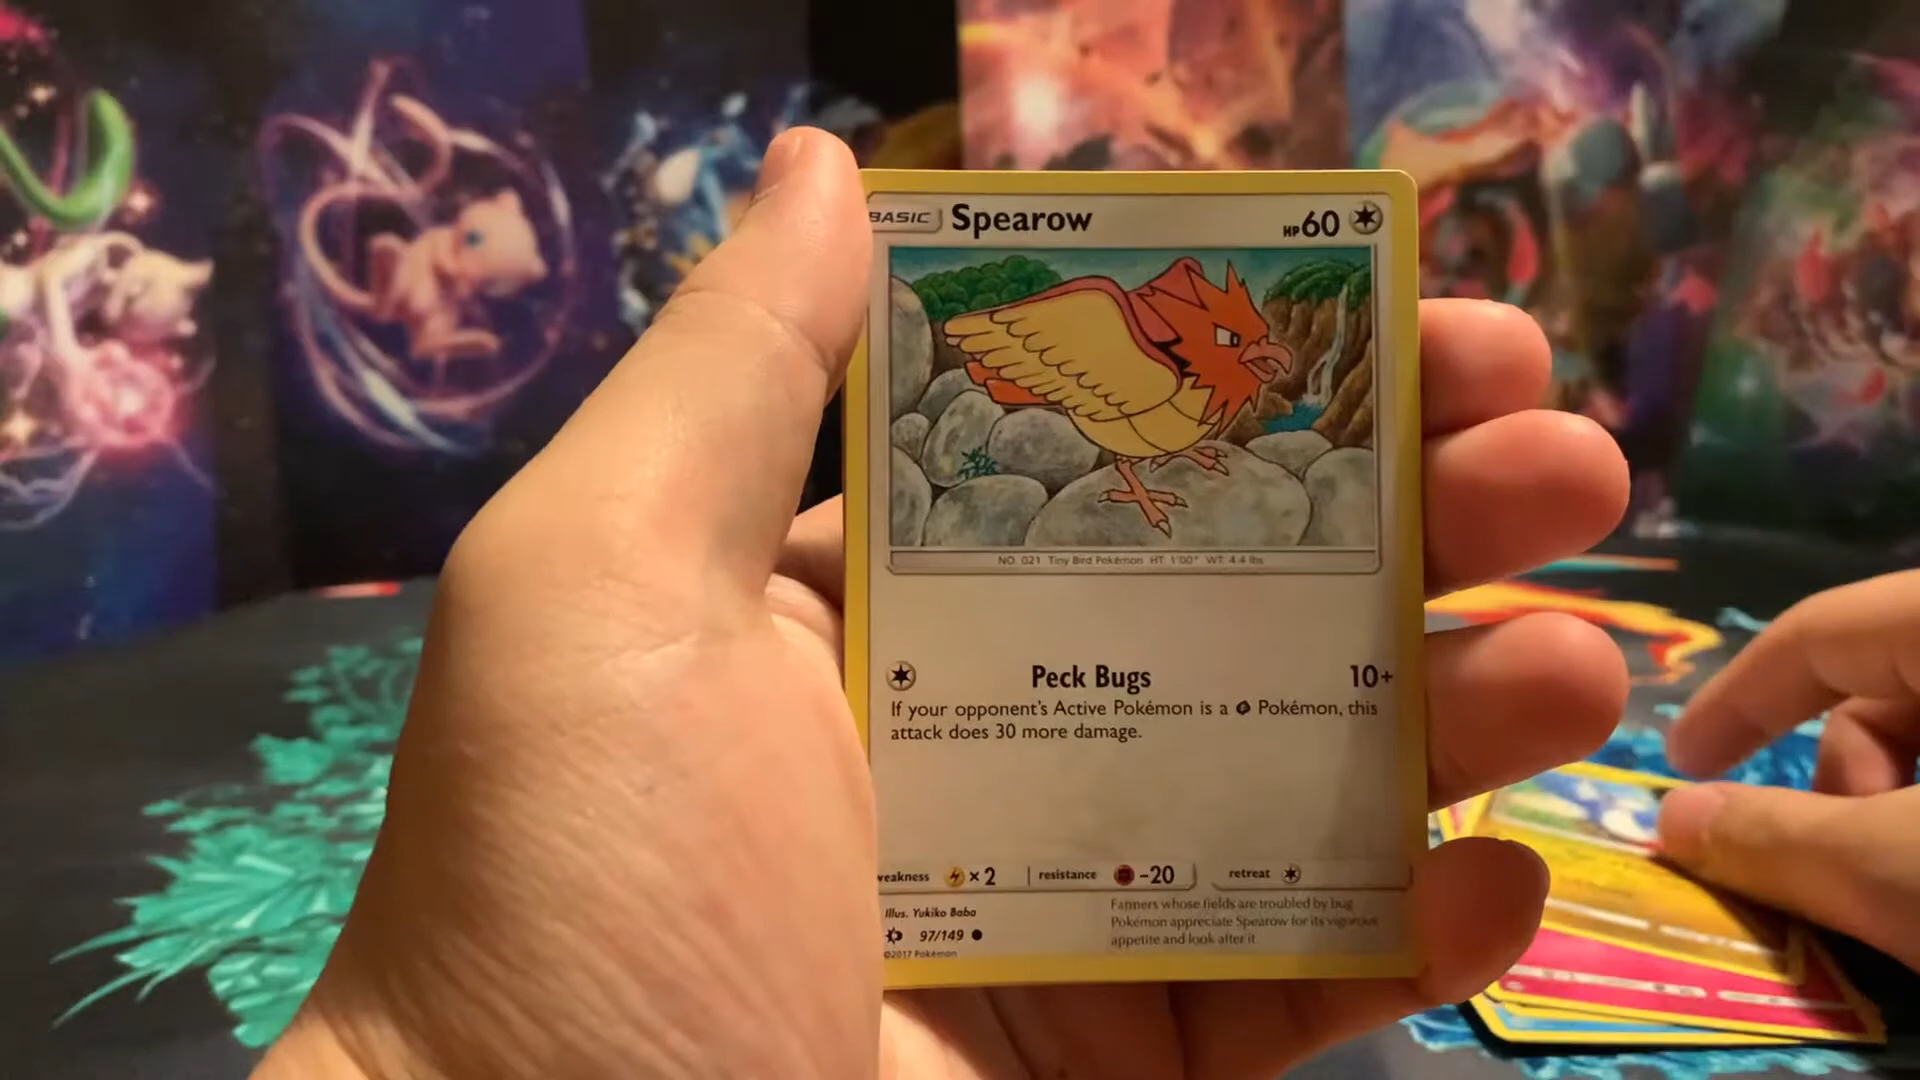 BASIC Spearow HP60
NO. 021 Tiny Bird Pokémon HT: 1'00" WT: 4.4 lbs
Peck Bugs 10+
If your opponent's Active Pokémon is a Pokémon, this
attack does 30 more damage.
weakness ×2 resistance -20 retreat
Illus. Yukiko Baba
97/149
©2017 Pokémon
Farmers whose fields are troubled by bug
Pokémon appreciate Spearow for its vigorous
appetite and look after it.